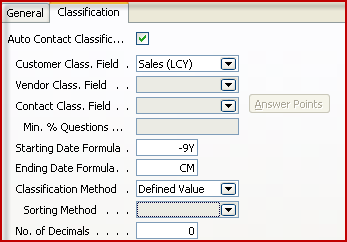 General Classification
Auto Contact Classific...
Customer Class. Field . . Sales (LCY)
Vendor Class. Field . . .
Contact Class. Field . . . Answer Points
Min. % Questions ...
Starting Date Formula . -9Y
Ending Date Formula. . . CM
Classification Method . . Defined Value
Sorting Method . . . .
No. of Decimals . . . . 0